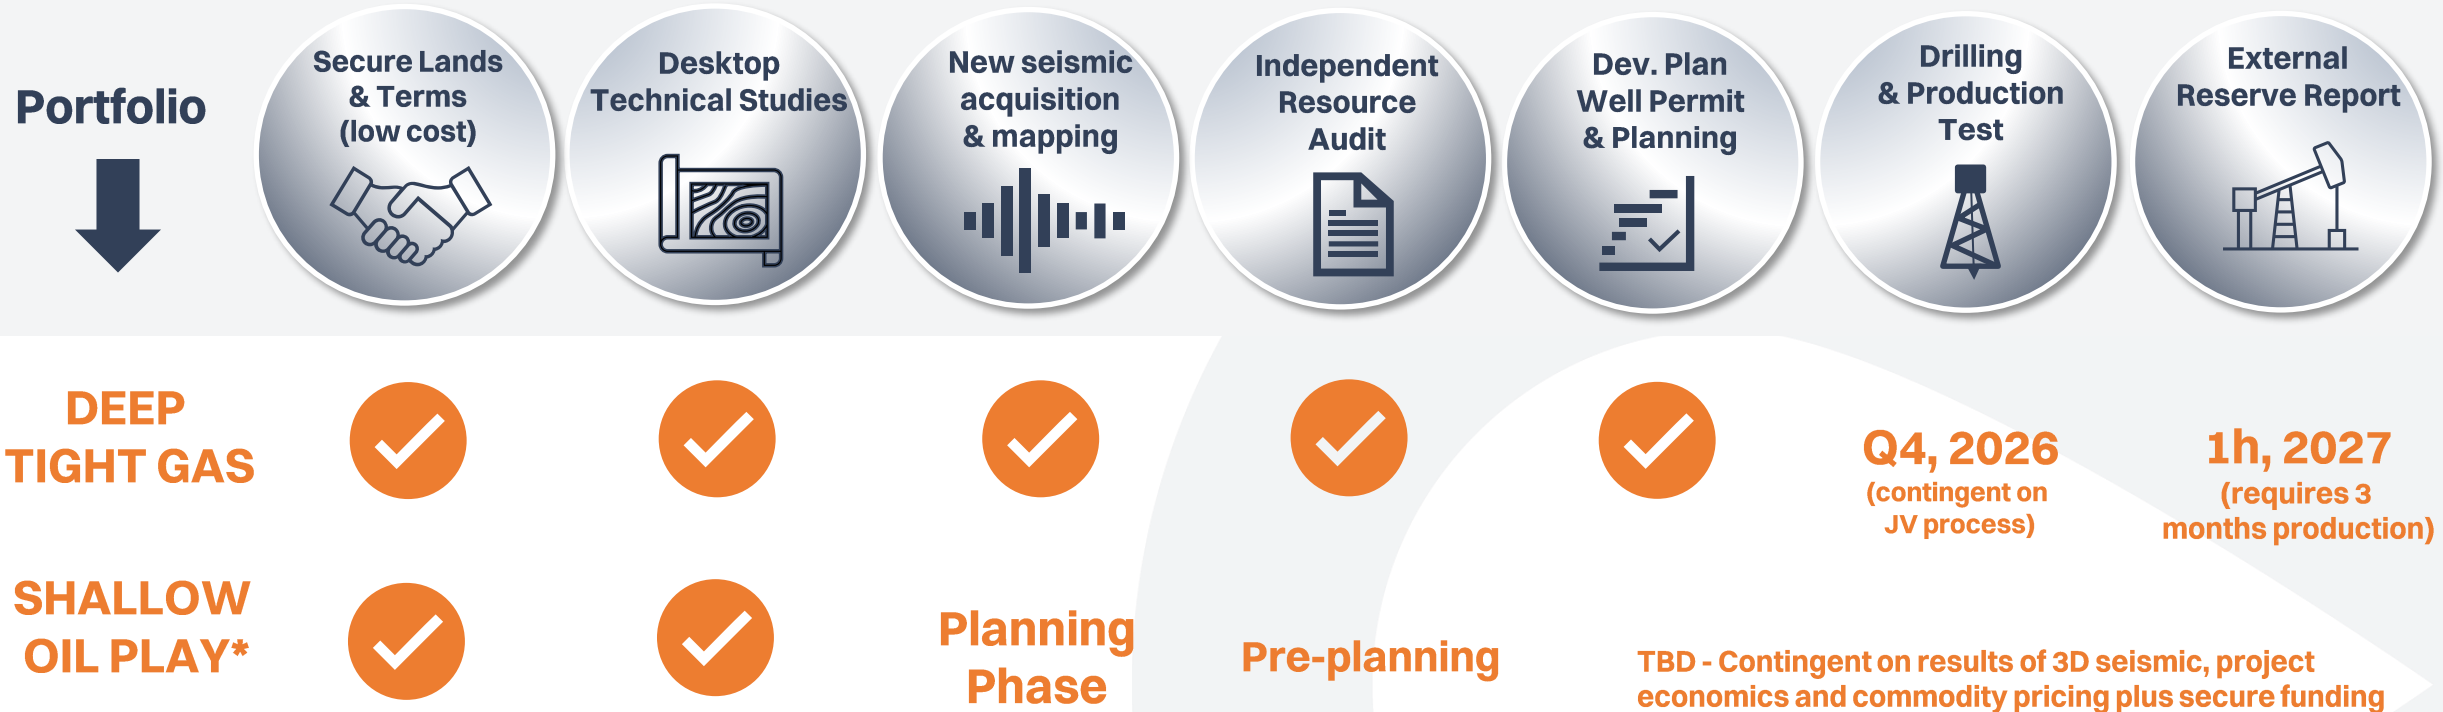 Portfolio
Secure Lands
& Terms
(low cost)
Desktop
Technical Studies
New seismic
acquisition
& mapping
Independent
Resource
Audit
Dev. Plan
Well Permit
& Planning
Drilling
& Production
Test
External
Reserve Report
DEEP
TIGHT GAS
Q4, 2026
(contingent on
JV process)
1h, 2027
(requires 3
months production)
SHALLOW
OIL PLAY*
Planning
Phase
Pre-planning
TBD - Contingent on results of 3D seismic, project
economics and commodity pricing plus secure funding